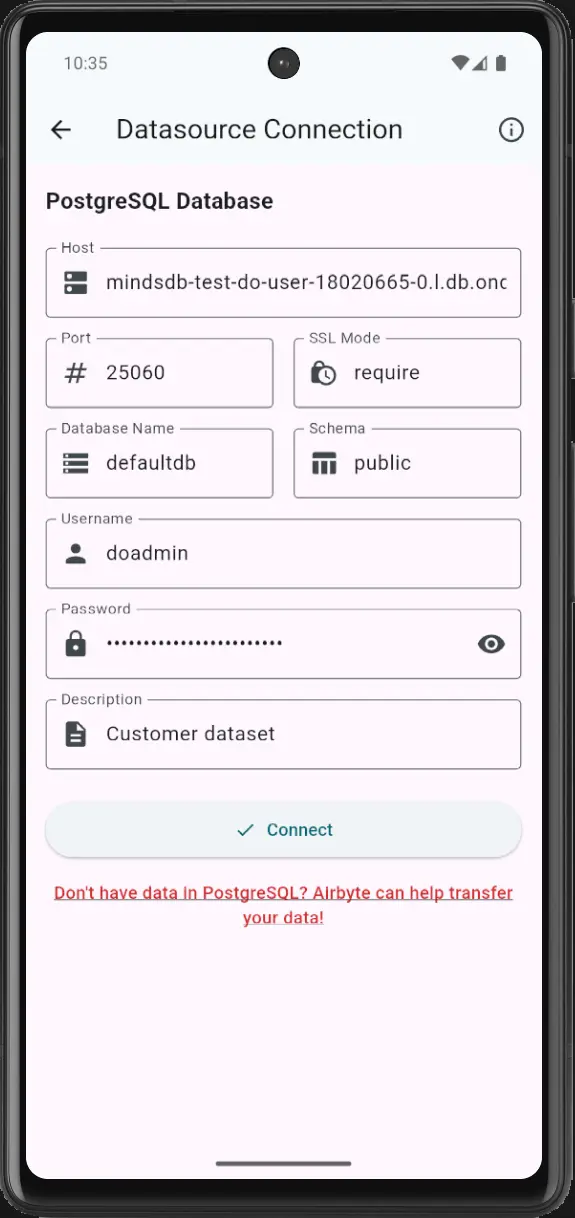 10:35
Datasource Connection
PostgreSQL Database
Host
mindsdb-test-do-user-18020665-0.l.db.onc
Port
SSL Mode
25060
require
Database Name
Schema
defaultdb
public
Username
doadmin
Password
••••••••••••••••••••••••
Description
Customer dataset
Connect
Don't have data in PostgreSQL? Airbyte can help transfer
your data!